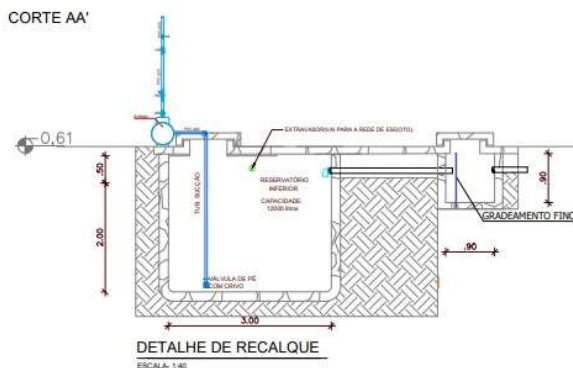 CORTE AA'
-0,61
EXTRAVASOR(VAI PARA A REDE DE ESGOTO)
.50
TUB. SUCÇÃO
RESERVATÓRIO
INFERIOR
CAPACIDADE:
12000 litros
.90
GRADEAMENTO FINO
2.00
VÁLVULA DE PÉ
COM CRIVO
.90
3.00
DETALHE DE RECALQUE
ESCALA- 1:40